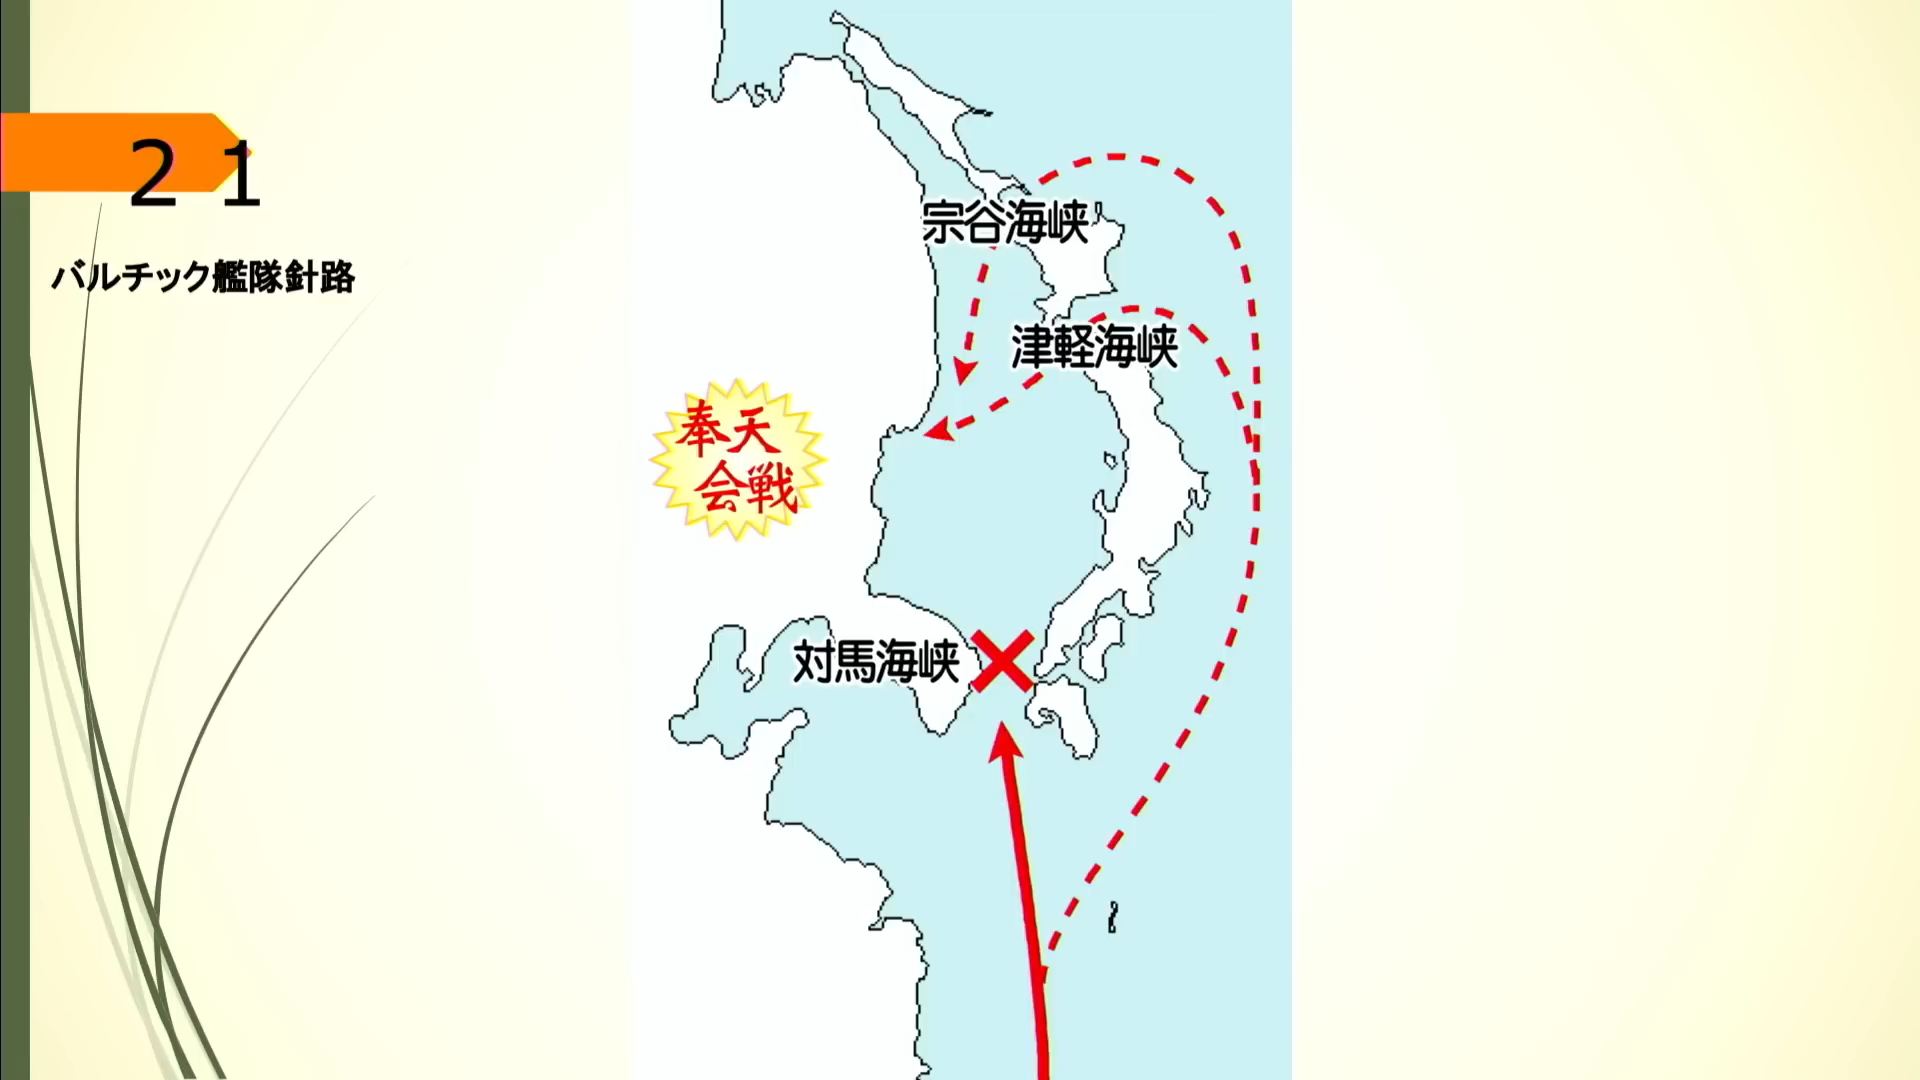 ２１
バルチック艦隊針路
宗谷海峡
津軽海峡
奉天
会戦
対馬海峡